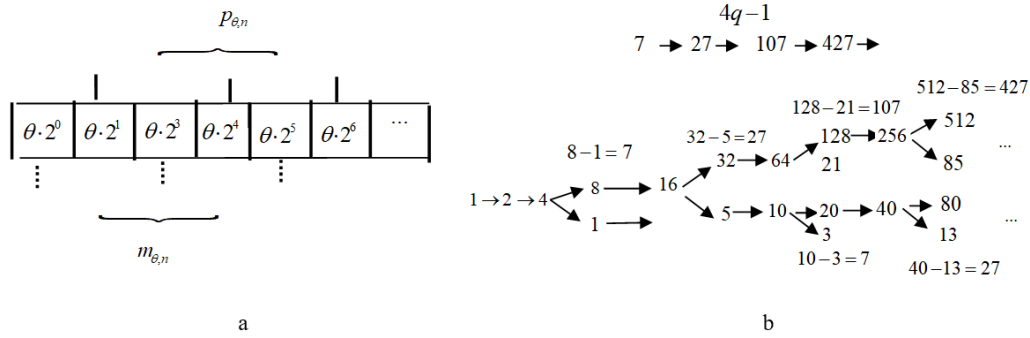 p_{θ,n}
θ·2^0 θ·2^1 θ·2^3 θ·2^4 θ·2^5 θ·2^6 ...
m_{θ,n}
a
4q−1
7 → 27 → 107 → 427 →
512−85=427
128−21=107
32−5=27
8−1=7
1→2→4 8 → 16 32 → 64 128 → 256 512 ...
21 85
1 → 5 → 10 → 20 → 40 → 80 ...
3 13
10−3=7
40−13=27
b